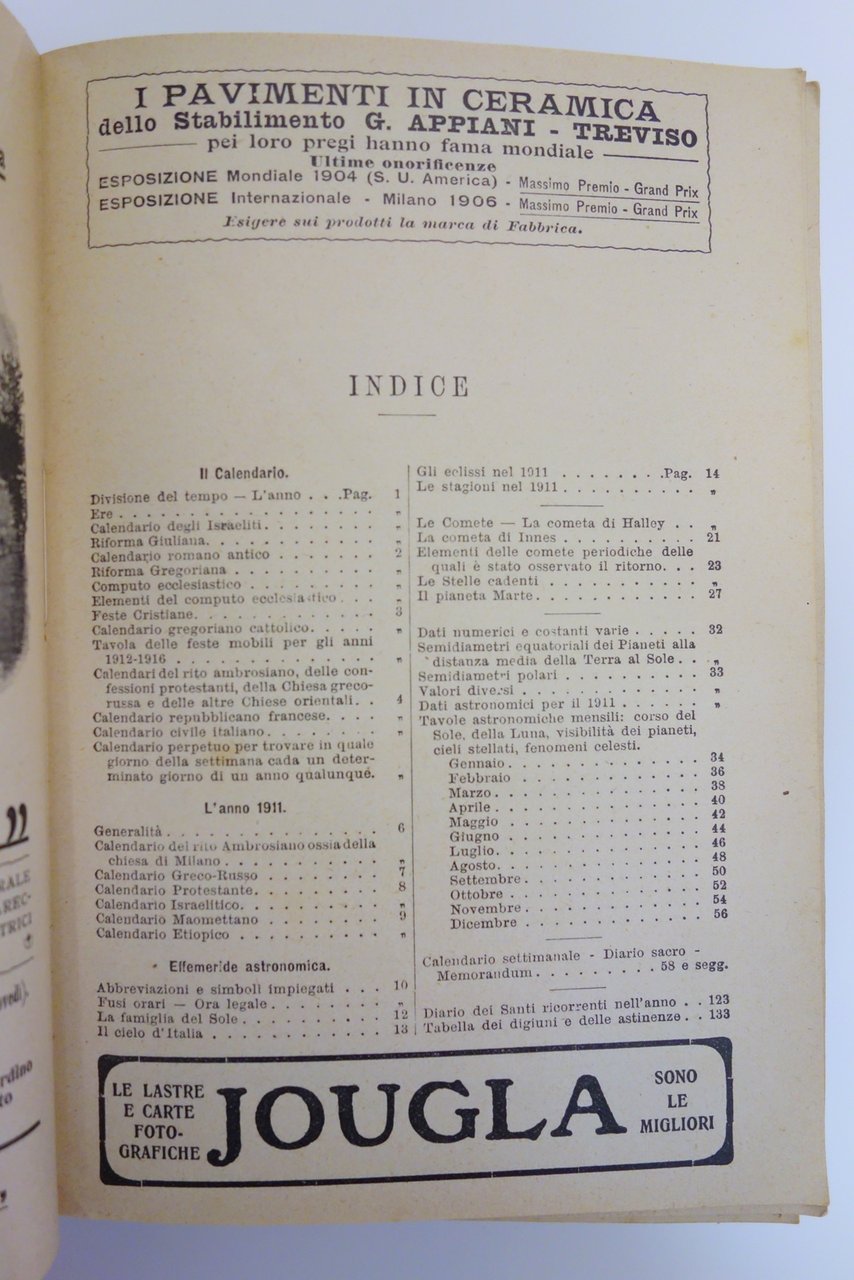 I PAVIMENTI IN CERAMICA
dello Stabilimento G. APPIANI - TREVISO
pei loro pregi hanno fama mondiale
Ultime onorificenze
ESPOSIZIONE Mondiale 1904 (S. U. America) - Massimo Premio - Grand Prix
ESPOSIZIONE Internazionale - Milano 1906 - Massimo Premio - Grand Prix
Esigere sui prodotti la marca di Fabbrica.
INDICE
Il Calendario.
Divisione del tempo — L'anno . . .Pag. 1
Ere . . . . . . . . . . . . . . . . . „
Calendario degli Israeliti. . . . . . . . „
Riforma Giuliana. . . . . . . . . . . . „
Calendario romano antico . . . . . . . 2
Riforma Gregoriana . . . . . . . . . . „
Computo ecclesiastico . . . . . . . . . „
Elementi del computo ecclesiastico . . . „
Feste Cristiane. . . . . . . . . . . . . 3
Calendario gregoriano cattolico. . . . . „
Tavola delle feste mobili per gli anni
1912-1916 . . . . . . . . . . . . . . „
Calendari del rito ambrosiano, delle con-
fessioni protestanti, della Chiesa greco-
russa e delle altre Chiese orientali. . 4
Calendario repubblicano francese. . . . „
Calendario civile italiano. . . . . . . . „
Calendario perpetuo per trovare in quale
giorno della settimana cada un deter-
minato giorno di un anno qualunque. „
L'anno 1911.
Generalità . . . . . . . . . . . . . . . 6
Calendario del rito Ambrosiano ossia della
chiesa di Milano . . . . . . . . . . . „
Calendario Greco-Russo . . . . . . . . 7
Calendario Protestante. . . . . . . . . 8
Calendario Israelitico. . . . . . . . . . „
Calendario Maomettano . . . . . . . . 9
Calendario Etiopico . . . . . . . . . . „
Effemeride astronomica.
Abbreviazioni e simboli impiegati . . . 10
Fusi orari — Ora legale . . . . . . . . „
La famiglia del Sole . . . . . . . . . . 12
Il cielo d'Italia . . . . . . . . . . . . 13
Gli eclissi nel 1911 . . . . . . . .Pag. 14
Le stagioni nel 1911 . . . . . . . . . . „
Le Comete — La cometa di Halley . . „
La cometa di Innes . . . . . . . . . . 21
Elementi delle comete periodiche delle
quali è stato osservato il ritorno. . . 23
Le Stelle cadenti . . . . . . . . . . . „
Il pianeta Marte . . . . . . . . . . . . 27
Dati numerici e costanti varie . . . . . 32
Semidiametri equatoriali dei Pianeti alla
distanza media della Terra al Sole . . „
Semidiametri polari . . . . . . . . . . 33
Valori diversi . . . . . . . . . . . . . „
Dati astronomici per il 1911 . . . . . . „
Tavole astronomiche mensili: corso del
Sole, della Luna, visibilità dei pianeti,
cieli stellati, fenomeni celesti.
Gennaio . . . . . . . . . . . . . . 34
Febbraio . . . . . . . . . . . . . 36
Marzo . . . . . . . . . . . . . . . 38
Aprile . . . . . . . . . . . . . . . 40
Maggio . . . . . . . . . . . . . . 42
Giugno . . . . . . . . . . . . . . 44
Luglio . . . . . . . . . . . . . . . 46
Agosto. . . . . . . . . . . . . . . 48
Settembre . . . . . . . . . . . . . 50
Ottobre . . . . . . . . . . . . . . 52
Novembre . . . . . . . . . . . . . 54
Dicembre . . . . . . . . . . . . . 56
Calendario settimanale - Diario sacro -
Memorandum . . . . . . . . . 58 e segg.
Diario dei Santi ricorrenti nell'anno . . 123
Tabella dei digiuni e delle astinenze . . 133
LE LASTRE
E CARTE
FOTO-
GRAFICHE
JOUGLA
SONO
LE
MIGLIORI